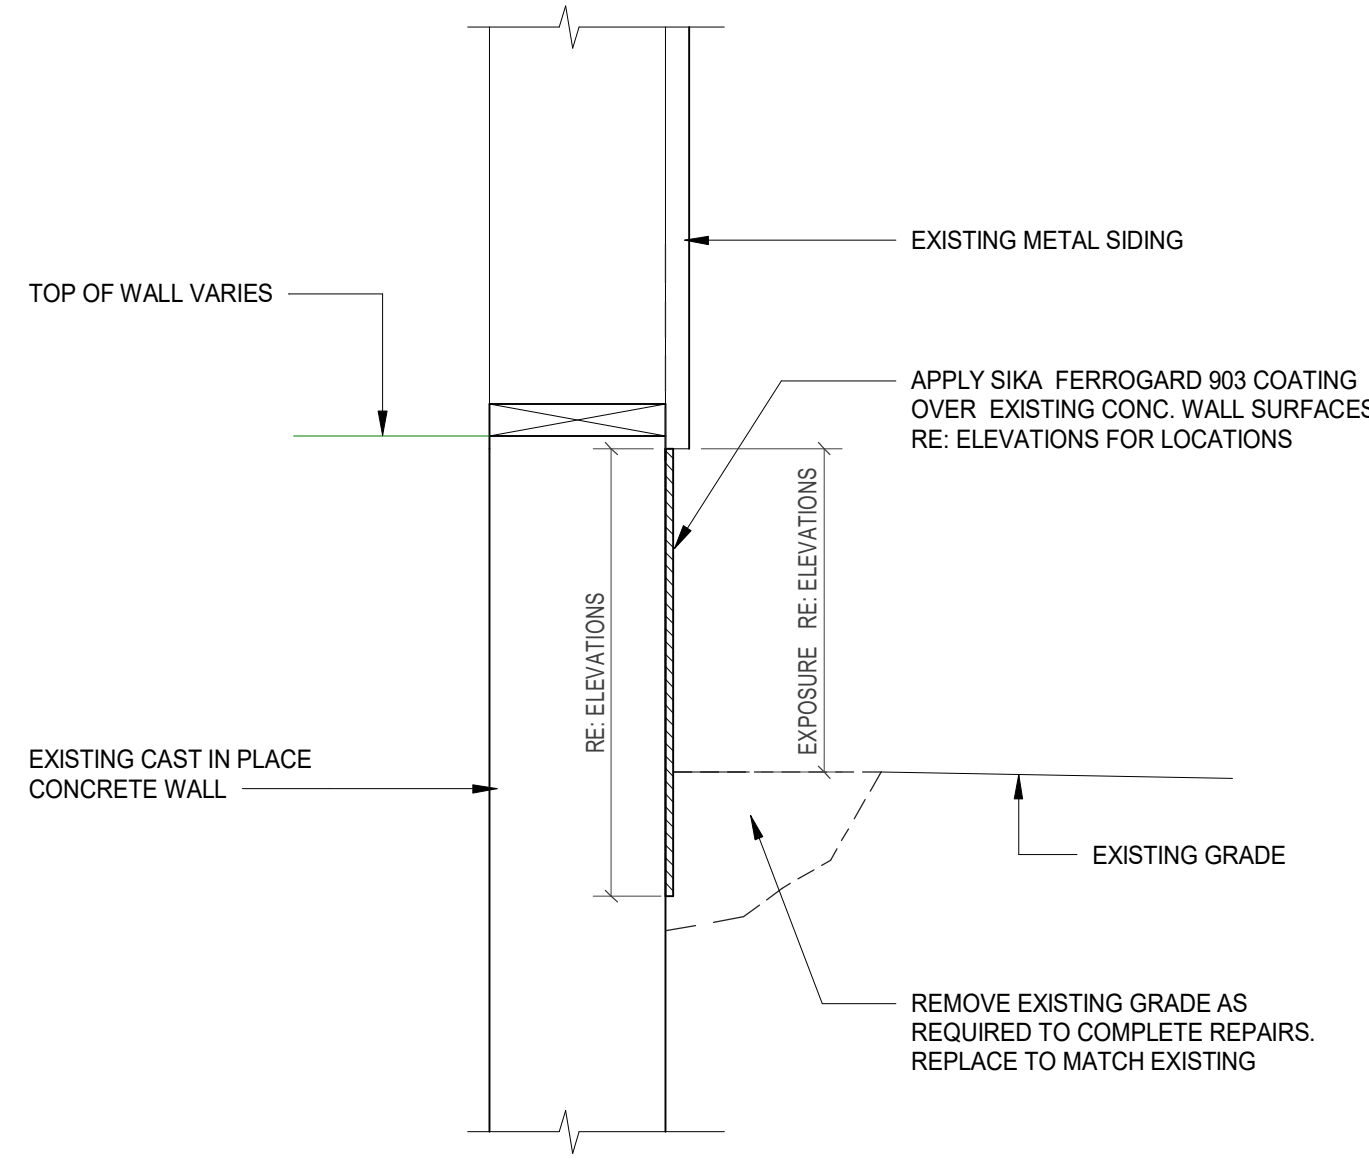 EXISTING METAL SIDING
TOP OF WALL VARIES
APPLY SIKA FERROGARD 903 COATING
OVER EXISTING CONC. WALL SURFACES
RE: ELEVATIONS FOR LOCATIONS
EXPOSURE RE: ELEVATIONS
RE: ELEVATIONS
EXISTING CAST IN PLACE
CONCRETE WALL
EXISTING GRADE
REMOVE EXISTING GRADE AS
REQUIRED TO COMPLETE REPAIRS.
REPLACE TO MATCH EXISTING